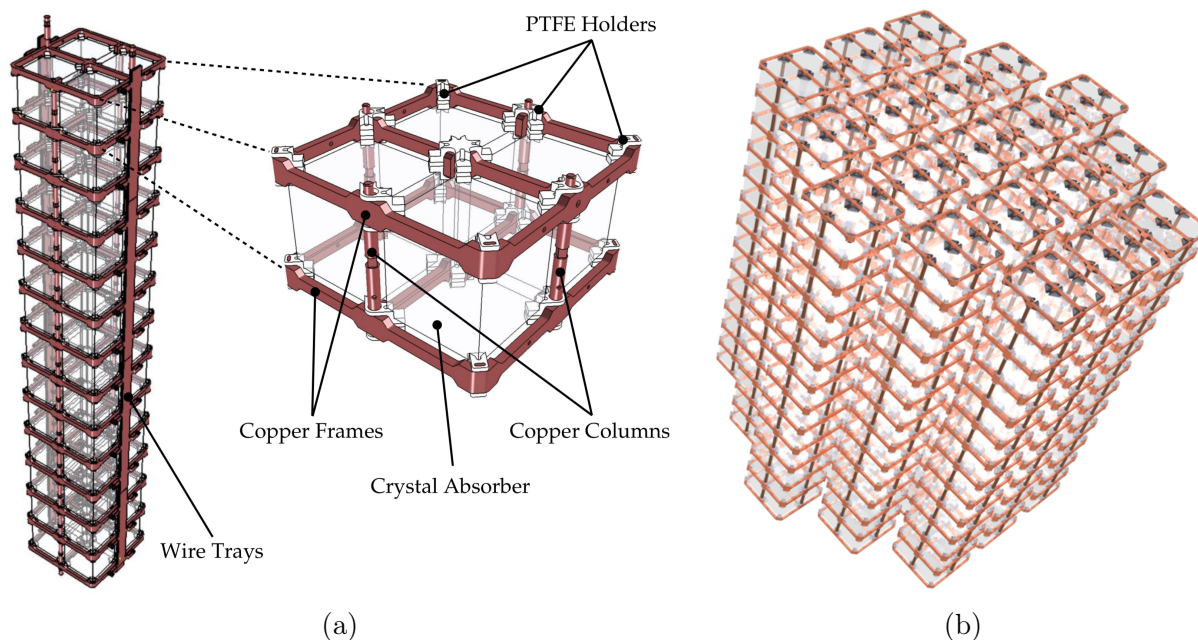 PTFE Holders
Copper Frames
Copper Columns
Crystal Absorber
Wire Trays
(a)
(b)